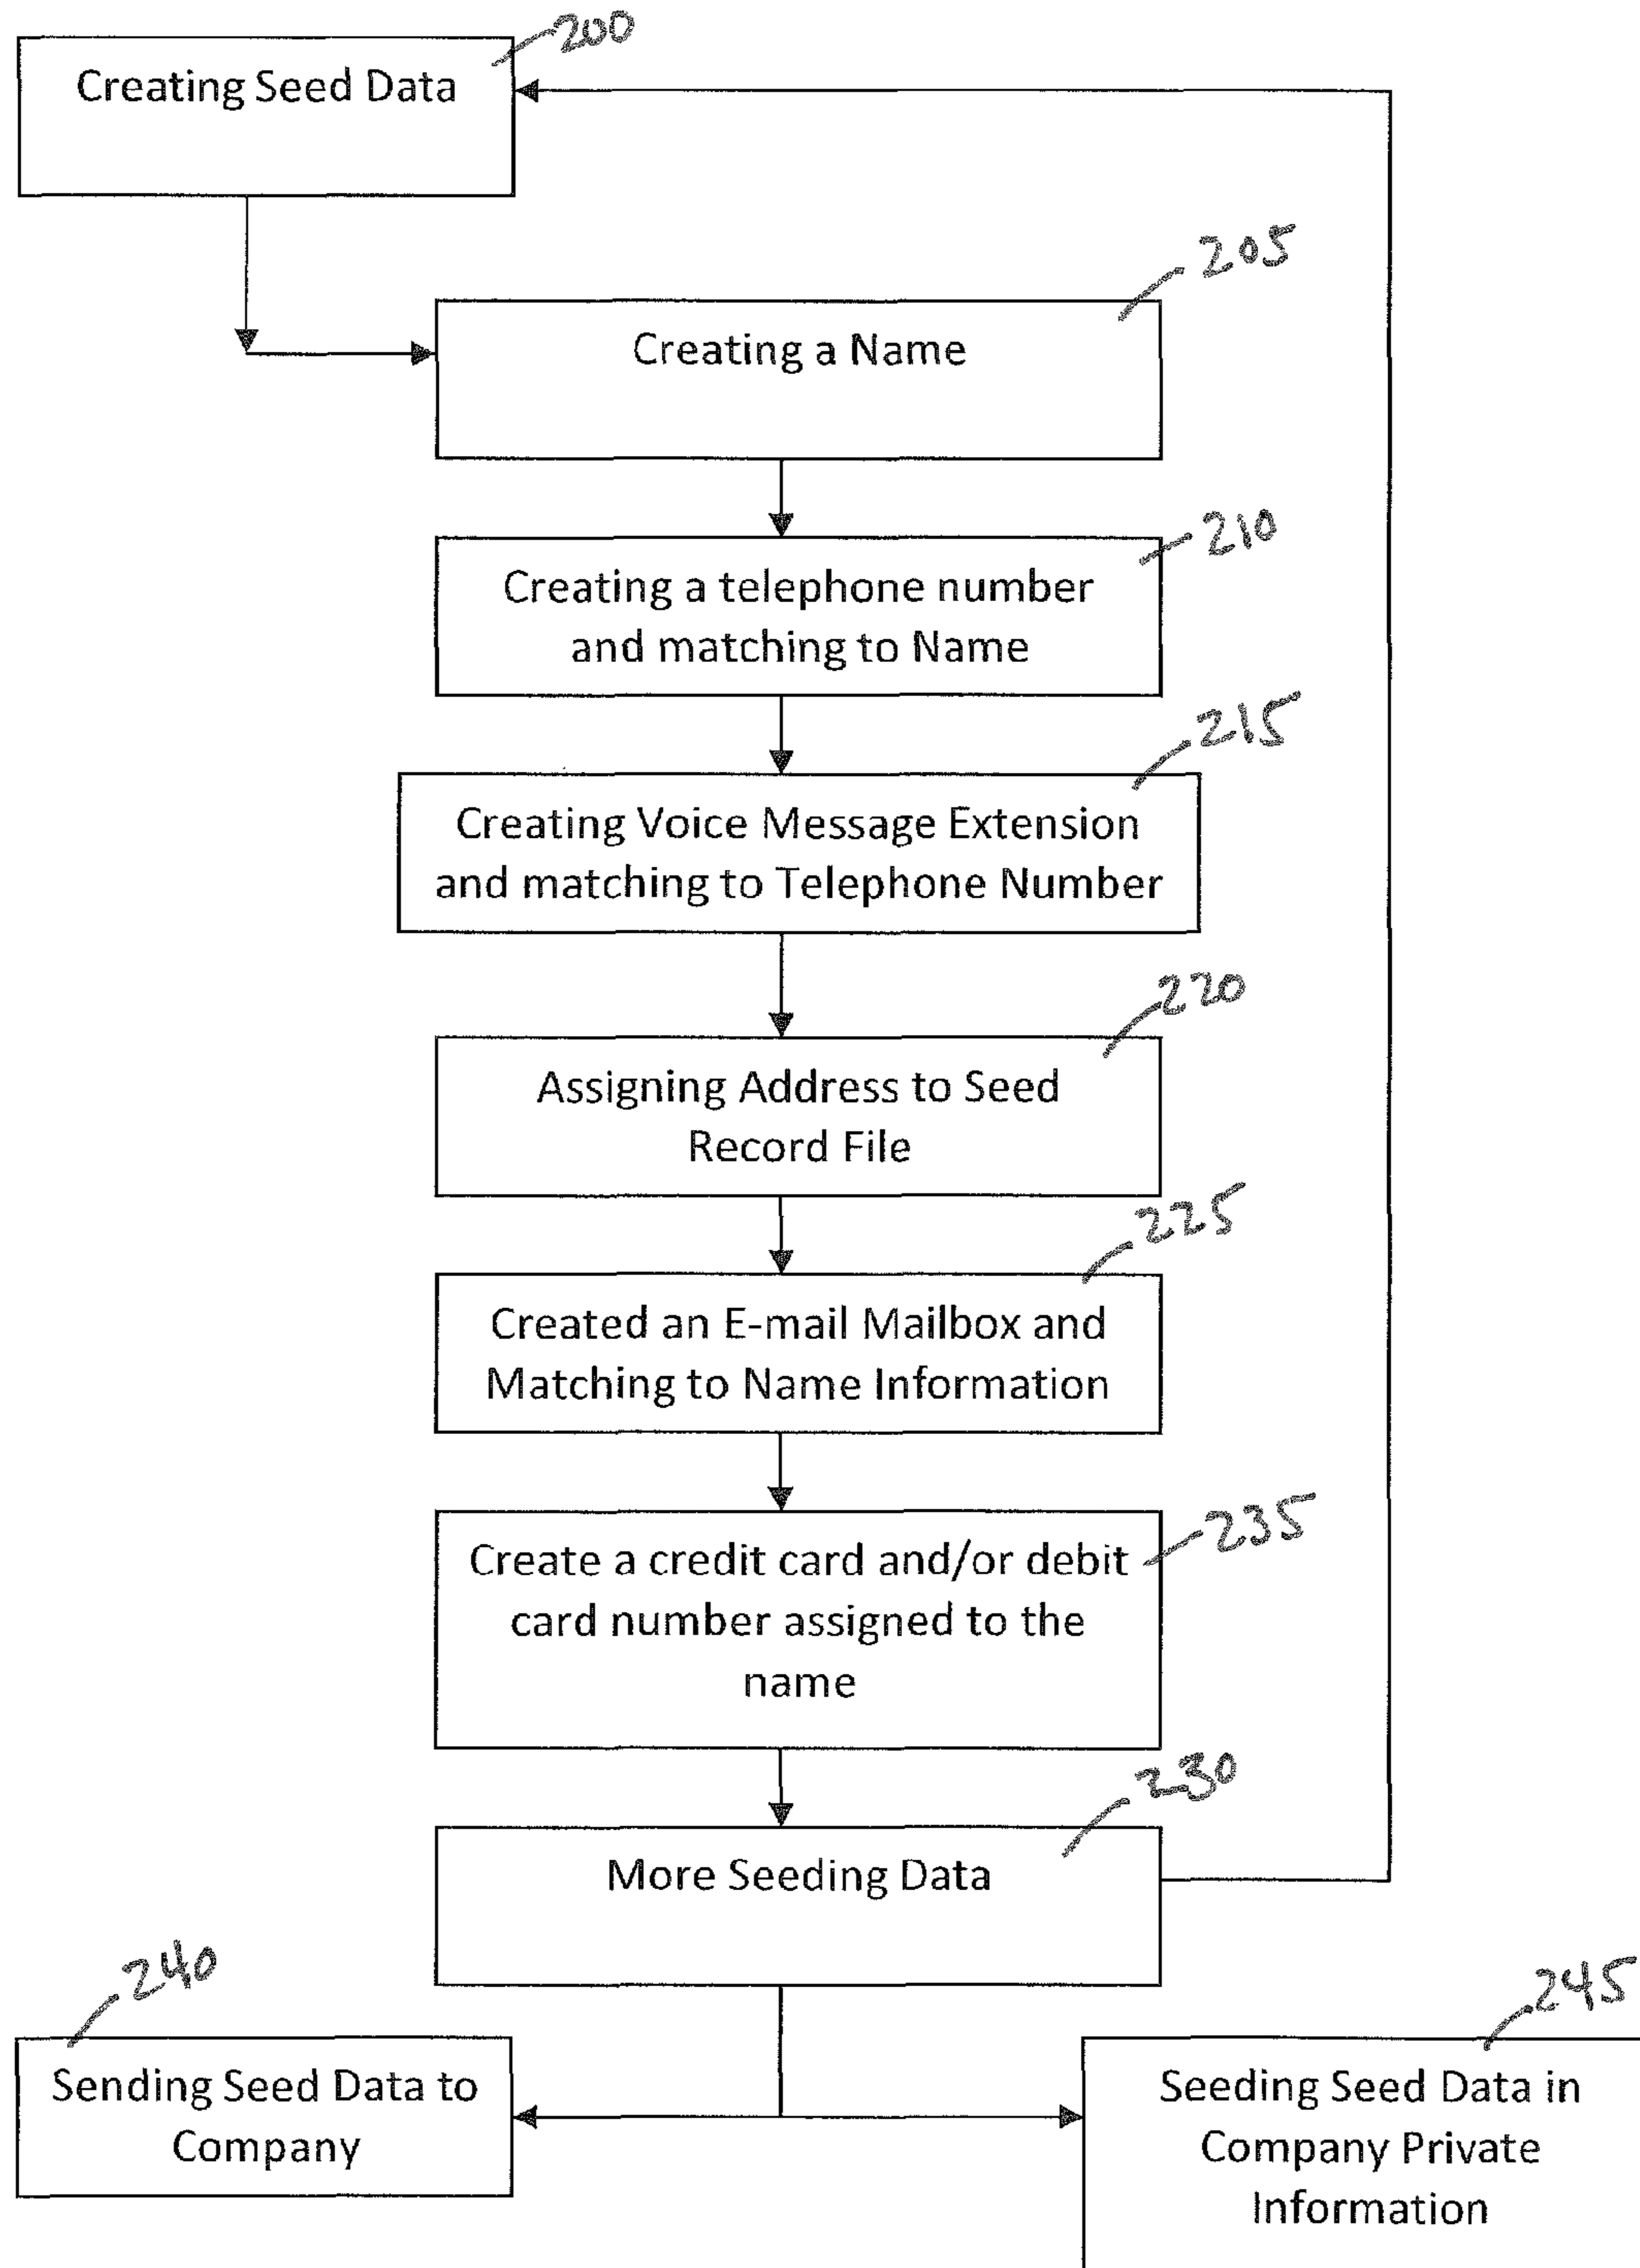 200
Creating Seed Data
205
Creating a Name
210
Creating a telephone number
and matching to Name
215
Creating Voice Message Extension
and matching to Telephone Number
220
Assigning Address to Seed
Record File
225
Created an E-mail Mailbox and
Matching to Name Information
235
Create a credit card and/or debit
card number assigned to the
name
230
More Seeding Data
240
Sending Seed Data to
Company
245
Seeding Seed Data in
Company Private
Information